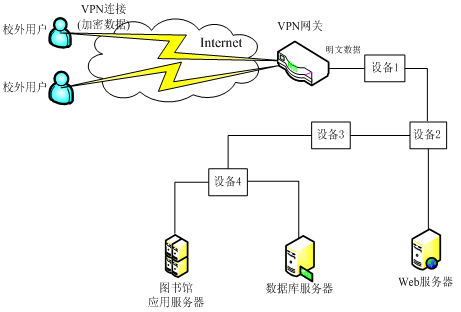 VPN连接
(加密数据)
校外用户
Internet
VPN网关
明文数据
设备1
校外用户
设备3
设备2
设备4
图书馆
应用服务器
数据库服务器
Web服务器